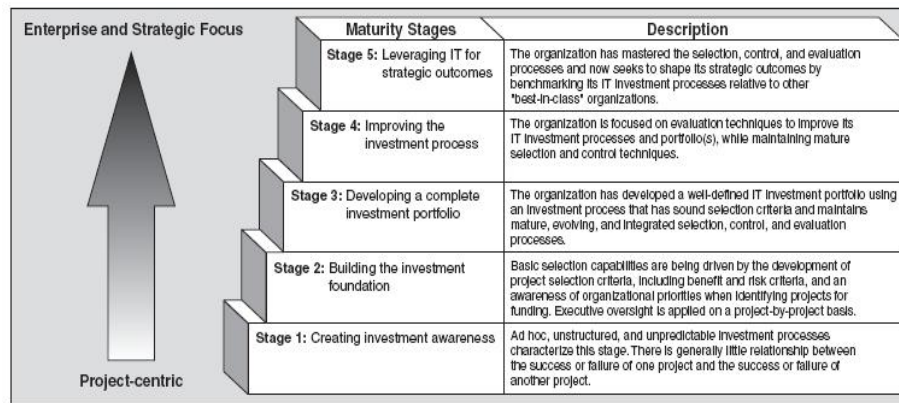 Enterprise and Strategic Focus
Maturity Stages
Description
Stage 5: Leveraging IT for
strategic outcomes
The organization has mastered the selection, control, and evaluation
processes and now seeks to shape its strategic outcomes by
benchmarking its IT investment processes relative to other
"best-in-class" organizations.
Stage 4: Improving the
investment process
The organization is focused on evaluation techniques to improve its
IT investment processes and portfolio(s), while maintaining mature
selection and control techniques.
Stage 3: Developing a complete
investment portfolio
The organization has developed a well-defined IT investment portfolio using
an investment process that has sound selection criteria and maintains
mature, evolving, and integrated selection, control, and evaluation
processes.
Stage 2: Building the investment
foundation
Basic selection capabilities are being driven by the development of
project selection criteria, including benefit and risk criteria, and an
awareness of organizational priorities when identifying projects for
funding. Executive oversight is applied on a project-by-project basis.
Stage 1: Creating investment awareness
Ad hoc, unstructured, and unpredictable investment processes
characterize this stage. There is generally little relationship between
the success or failure of one project and the success or failure of
another project.
Project-centric